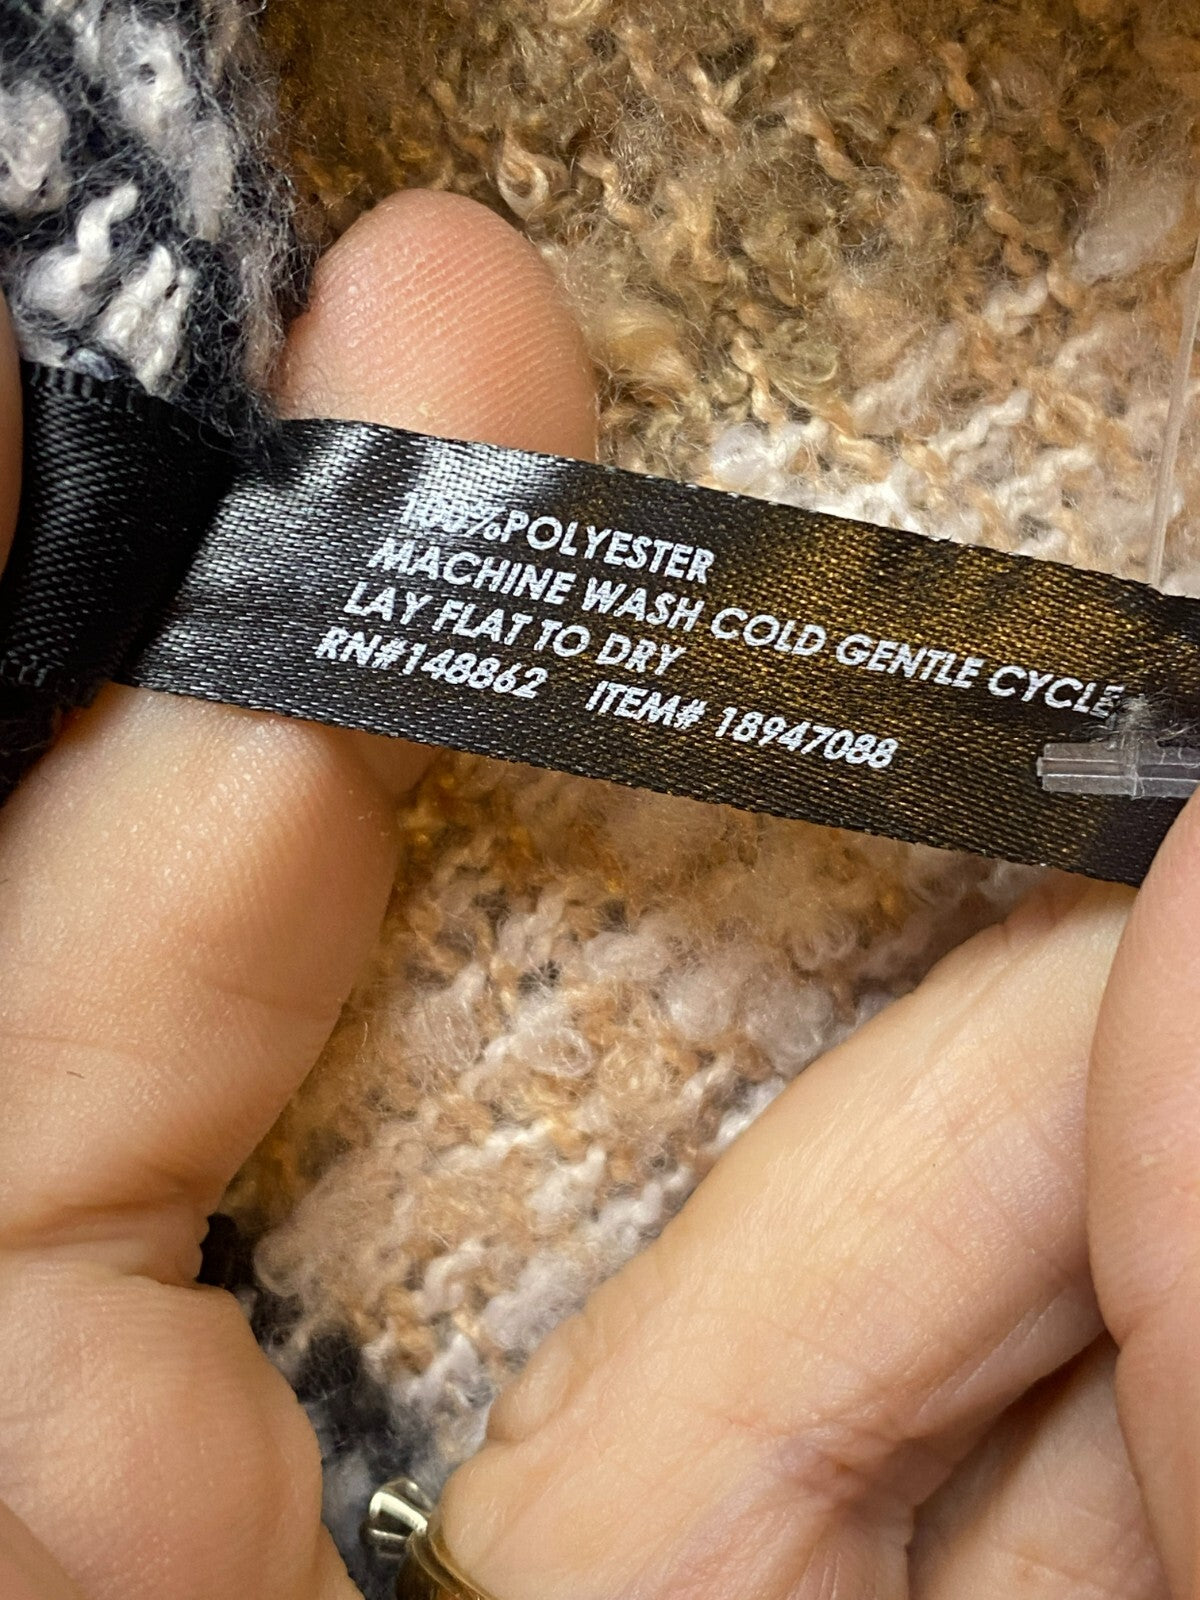 100%POLYESTER
MACHINE WASH COLD GENTLE CYCLE
LAY FLAT TO DRY
RN#148862 ITEM# 18947088